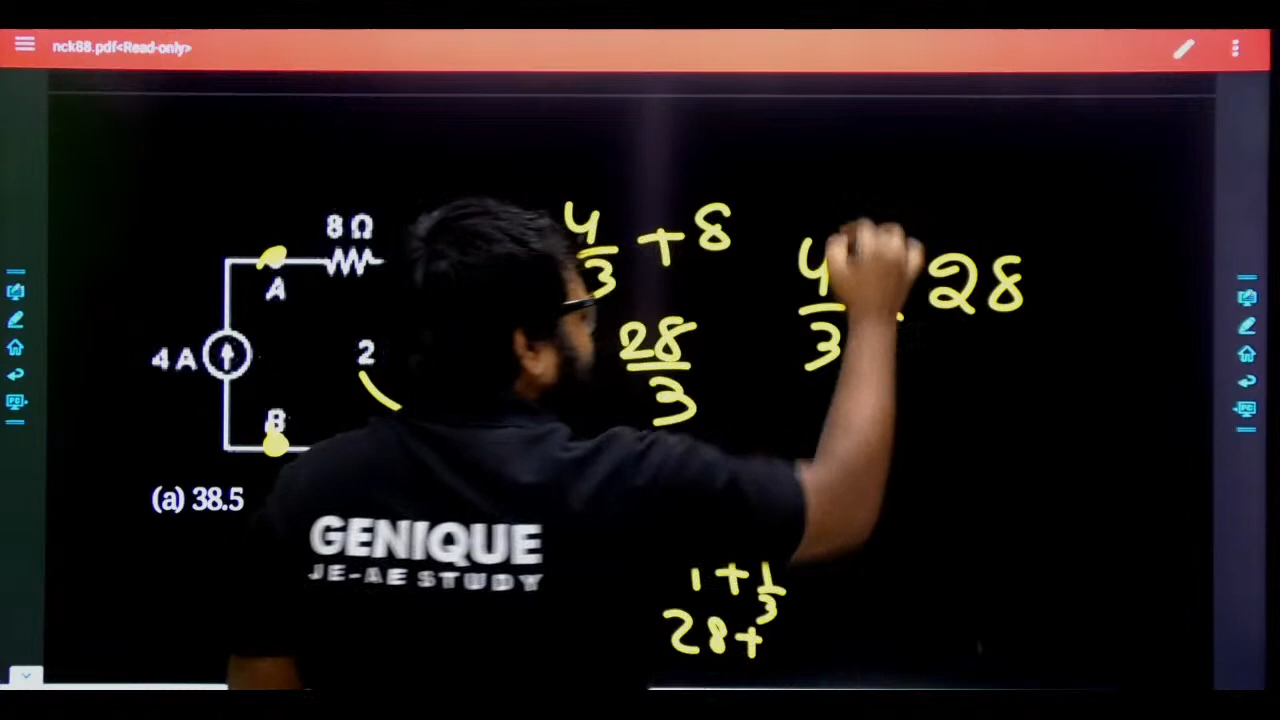 nck88.pdf<Read-only>
8 Ω
A
4 A
2
B
(a) 38.5
4/3 + 8
28/3
4/3
28
1 + 1/3
28+
GENIQUE
JE-AE STUDY